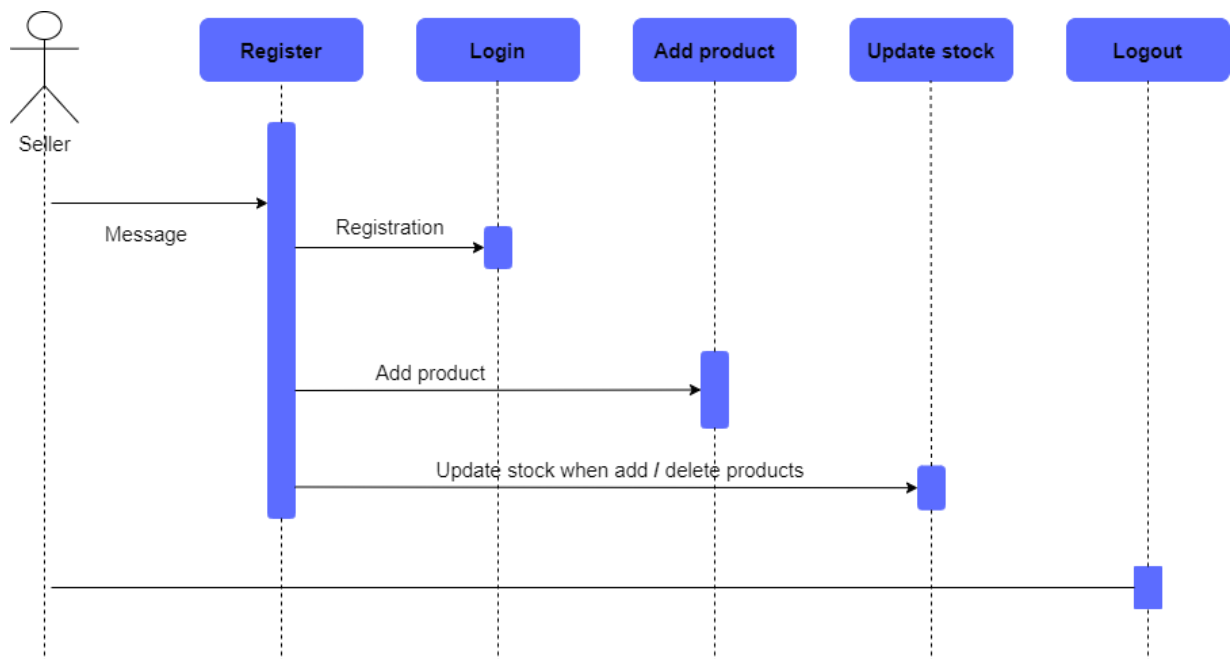 Register
Login
Add product
Update stock
Logout
Seller
Message
Registration
Add product
Update stock when add / delete products